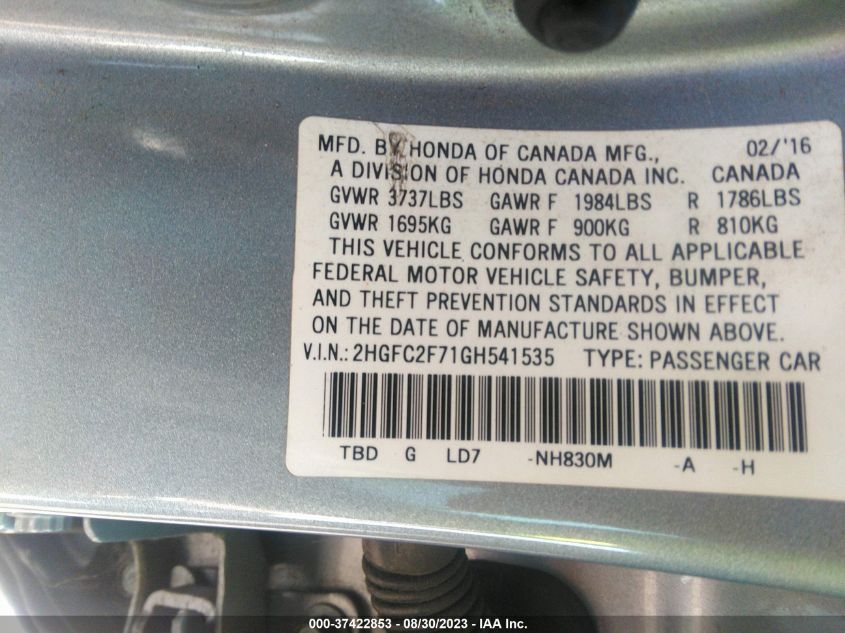 MFD. BY HONDA OF CANADA MFG., 02/'16
A DIVISION OF HONDA CANADA INC. CANADA
GVWR 3737LBS GAWR F 1984LBS R 1786LBS
GVWR 1695KG GAWR F 900KG R 810KG
THIS VEHICLE CONFORMS TO ALL APPLICABLE
FEDERAL MOTOR VEHICLE SAFETY, BUMPER,
AND THEFT PREVENTION STANDARDS IN EFFECT
ON THE DATE OF MANUFACTURE SHOWN ABOVE.
V.I.N.: 2HGFC2F71GH541535 TYPE: PASSENGER CAR
TBD G LD7 -NH830M -A -H
000-37422853 - 08/30/2023 - IAA Inc.